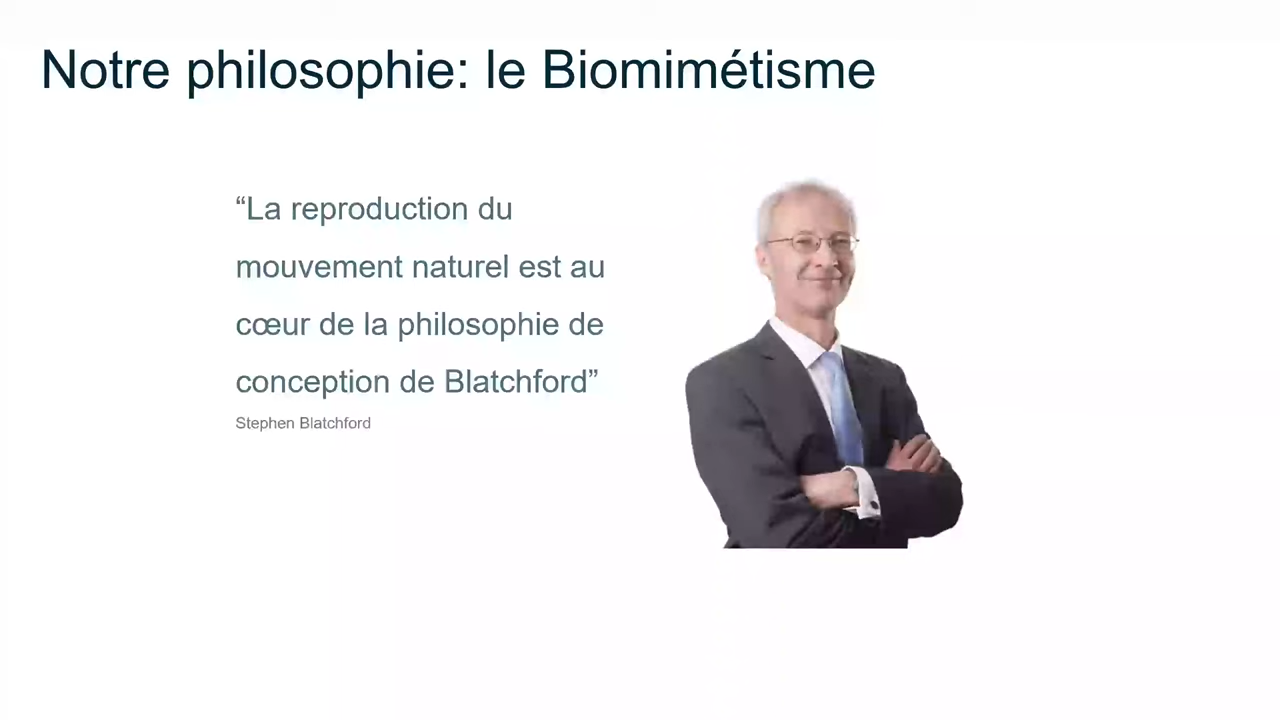 Notre philosophie: le Biomimétisme
“La reproduction du
mouvement naturel est au
cœur de la philosophie de
conception de Blatchford”
Stephen Blatchford